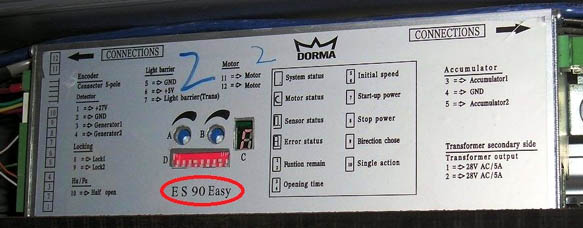 CONNECTIONS
Encoder
Connector 5-pole
Detector
1 => +27V
2 => GND
3 => Generator1
4 => Generator2
Locking
8 => Lock1
9 => Lock2
10 => Half open
Light barrier
5 => GND
6 => +5V
7 => Light barrier(Trans)
2
Motor
2
11 => Motor
12 => Motor
A
B
C
D
E S 90 Easy
DORMA
System status
Motor status
Sensor status
Error status
Funtion remain
Opening time
Initial speed
Start-up power
Stop power
Birection chose
Single action
CONNECTIONS
Accumulator
3 => Accumulator1
4 => GND
5 => Accumulator2
Transformer secondary side
Transformer output
1 => 28V AC/5A
2 => 28V AC/5A